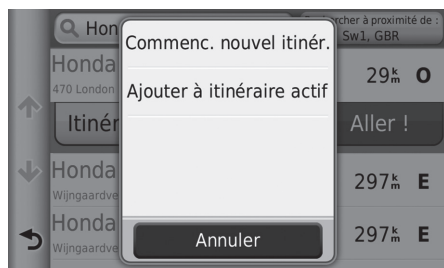 Hon
rcher à proximité de :
Sw1, GBR
Commenc. nouvel itinér.
Honda
470 London
29 km O
Ajouter à itinéraire actif
Itinér
Aller !
Honda
Wijngaardve
297 km E
Honda
Wijngaardve
297 km E
Annuler